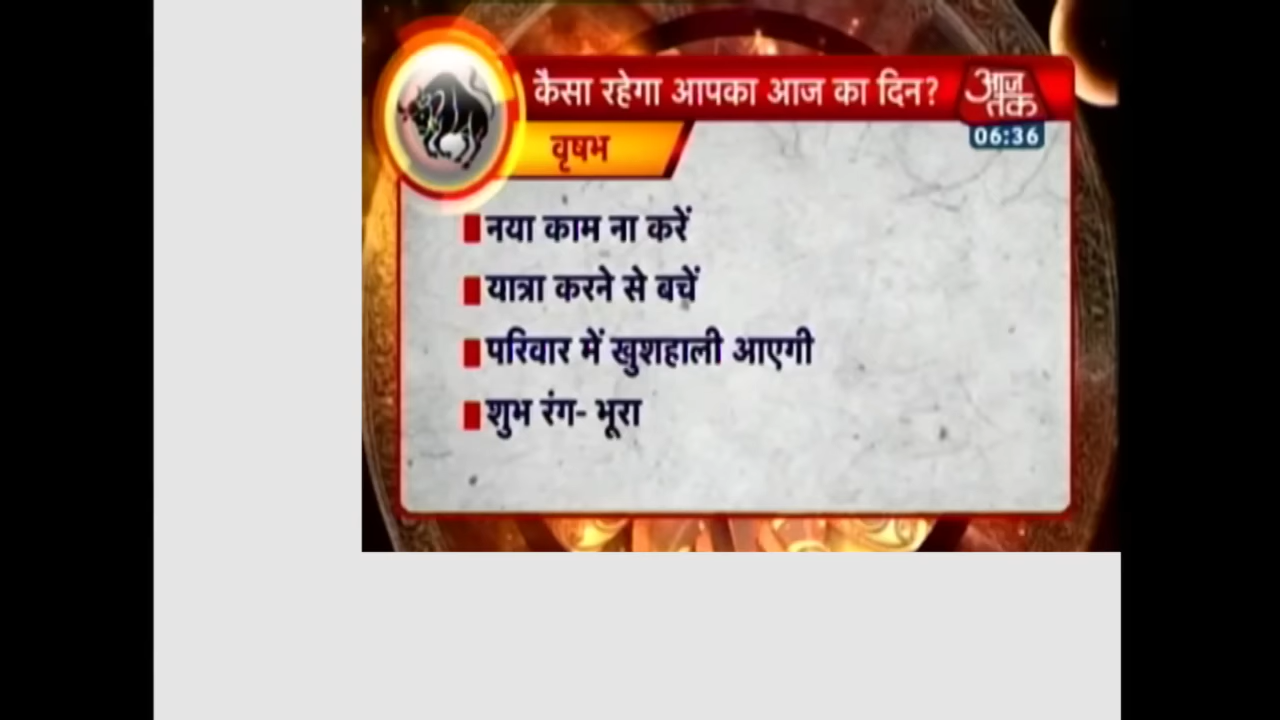 कैसा रहेगा आपका आज का दिन?
आज
तक
06:36
वृषभ
नया काम ना करें
यात्रा करने से बचें
परिवार में खुशहाली आएगी
शुभ रंग- भूरा